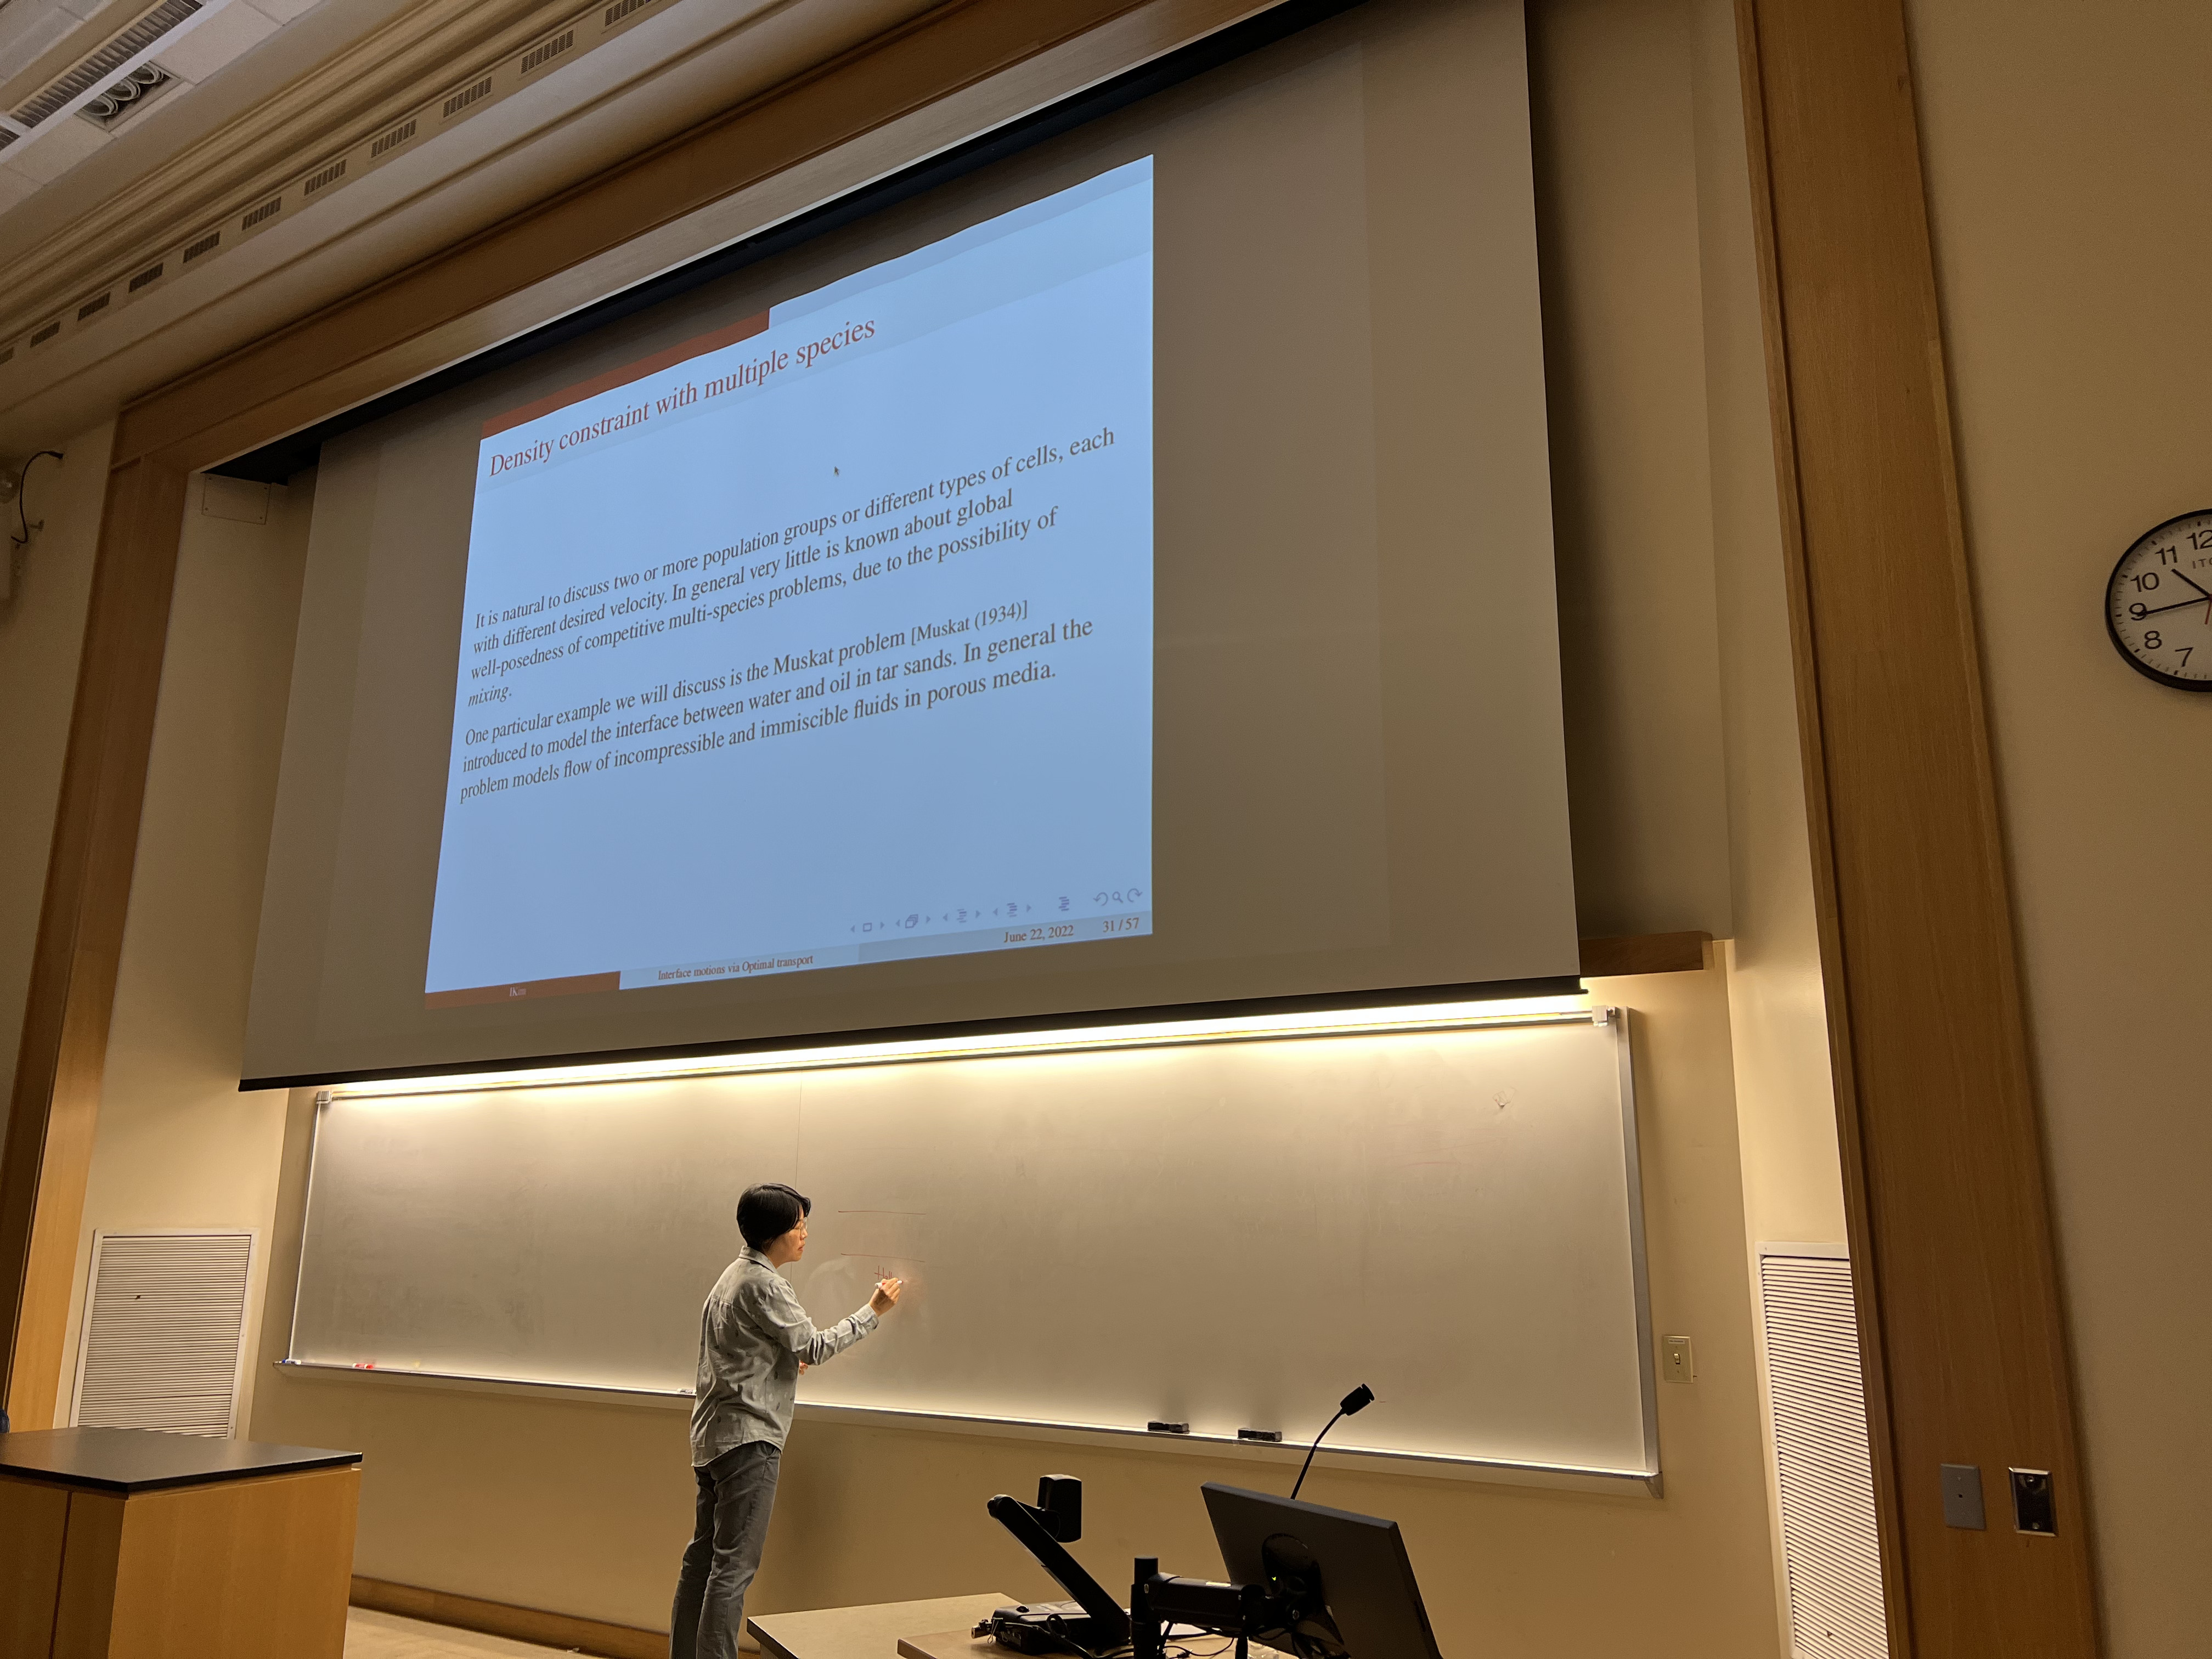 Density constraint with multiple species
It is natural to discuss two or more population groups or different types of cells, each
with different desired velocity. In general very little is known about global
well-posedness of competitive multi-species problems, due to the possibility of
mixing.
One particular example we will discuss is the Muskat problem [Muskat (1934)]
introduced to model the interface between water and oil in tar sands. In general the
problem models flow of incompressible and immiscible fluids in porous media.
IKim
Interface motions via Optimal transport
June 22, 2022
31 / 57
11 12
10
9
8
7